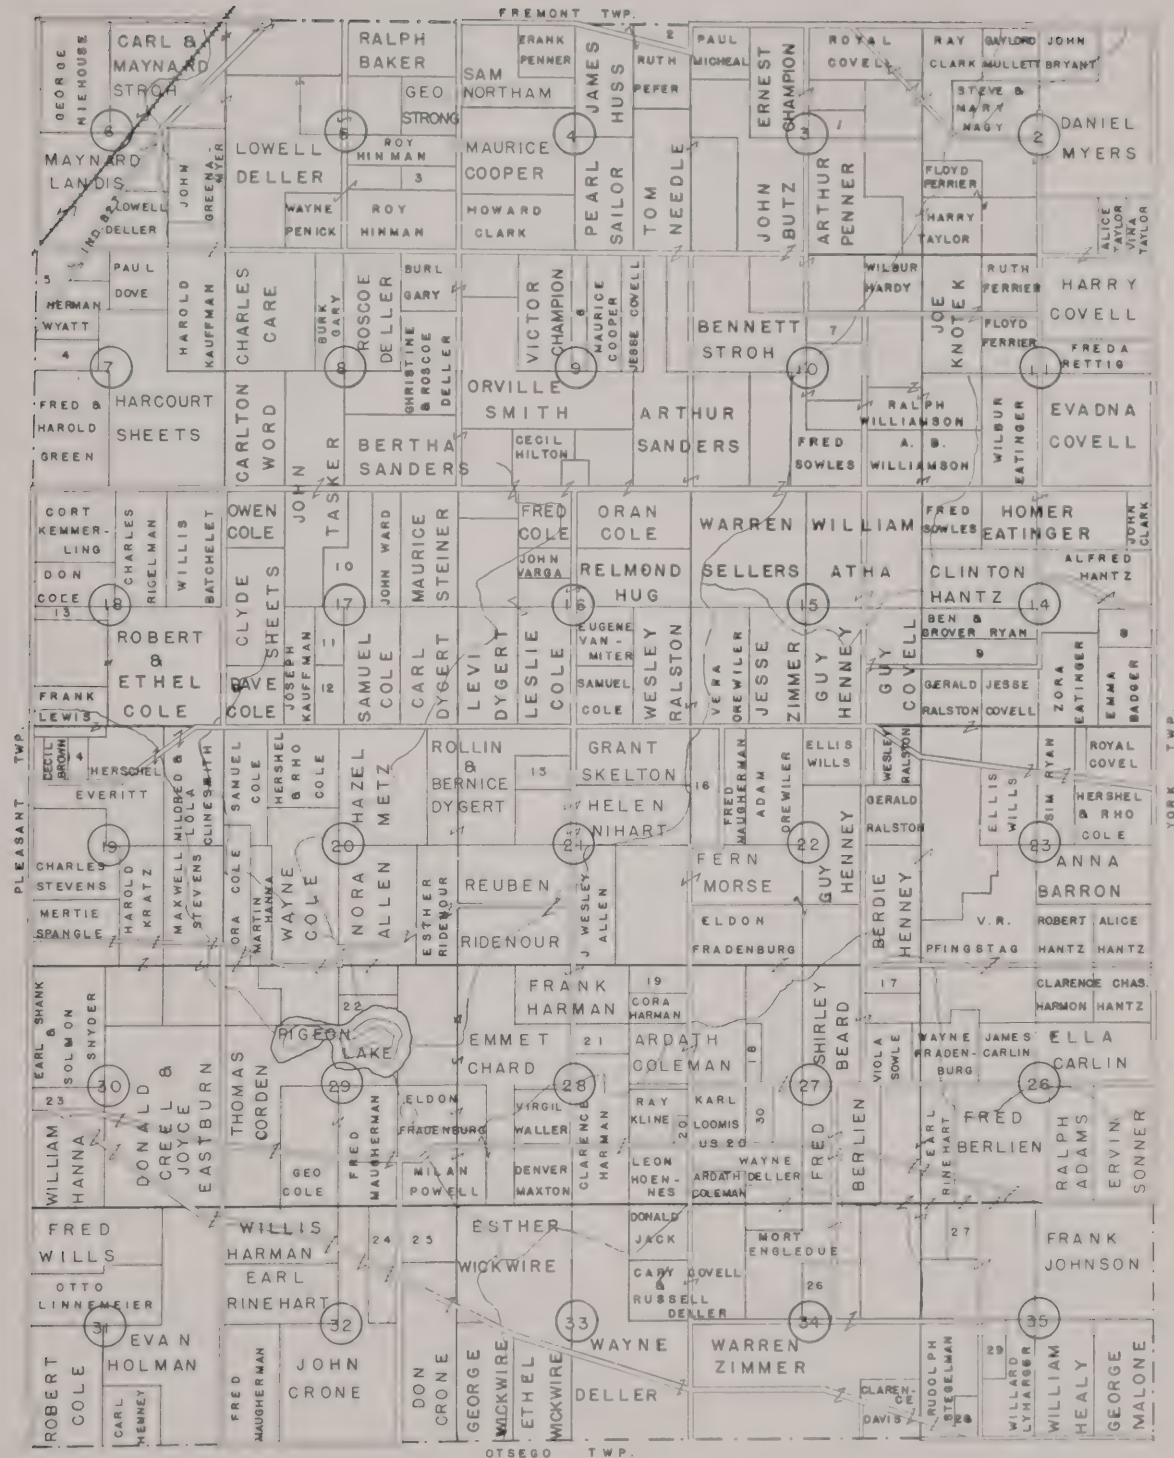 FREMONT TWP.
GEORGE
NIEHOUSE
CARL &
MAYNARD
STROH
RALPH
BAKER
GEO
STRONG
SAM
NORTHAM
FRANK
PENNER
JAMES
HUSS
2
RUTH
PEFER
PAUL
MICHEAL
ERNEST
CHAMPION
ROYAL
COVELL
RAY
CLARK
GAYLORD
MULLETT
JOHN
BRYANT
STEVE &
MARY
NAGY
6
5
4
3
1
2
DANIEL
MYERS
MAYNARD
LANDIS
JOHN
GREENA-
MYER
LOWELL
DELLER
ROY
HINMAN
3
MAURICE
COOPER
PEARL
SAILOR
TOM
NEEDLE
JOHN
BUTZ
ARTHUR
PENNER
FLOYD
FERRIER
IND. 827
LOWELL
DELLER
WAYNE
PENICK
ROY
HINMAN
HOWARD
CLARK
HARRY
TAYLOR
ALICE
TAYLOR
VINA
TAYLOR
5
HERMAN
WYATT
4
PAUL
DOVE
HAROLD
KAUFFMAN
CHARLES
CARE
BURK
GARY
ROSCOE
DELLPER
BURL
GARY
CHRISTINE
& ROSCOE
DELLER
VICTOR
CHAMPION
6
MAURICE
COOPER
JESSE COVELL
BENNETT
STROH
7
WILBUR
HARDY
JOE
KNOTEK
RUTH
FERRIER
FLOYD
FERRIER
HARRY
COVELL
FREDA
RETTIG
7
8
9
10
11
FRED &
HAROLD
GREEN
HARCOURT
SHEETS
CARLTON
WORD
JOHN
TASKER
BERTHA
SANDERS
ORVILLE
SMITH
CECIL
HILTON
ARTHUR
SANDERS
FRED
SOWLES
RALPH
WILLIAMSON
A. B.
WILLIAMSON
WILBUR
EATINGER
EVADNA
COVELL
CORT
KEMMER-
LING
DON
COLE
13
CHARLES
RIGELMAN
WILLIS
BATCHELET
OWEN
COLE
CLYDE
SHEETS
10
JOHN WARD
MAURICE
STEINER
FRED
COLE
JOHN
VARGA
ORAN
COLE
RELMOND
HUG
WARREN
SELLERS
WILLIAM
ATHA
FRED
SOWLES
HOMER
EATINGER
JOHN
CLARK
CLINTON
HANTZ
ALFRED
HANTZ
18
17
16
15
14
ROBERT
&
ETHEL
COLE
FRANK
LEWIS
DAVE
COLE
JOSEPH
KAUFFMAN
11
12
SAMUEL
COLE
CARL
DYGERT
LEVI
DYGERT
LESLIE
COLE
EUGENE
VAN-
MITER
SAMUEL
COLE
WESLEY
RALSTON
VERA
OREWILER
JESSE
ZIMMER
GUY
HENNEY
GUY
COVELL
BEN &
GROVER RYAN
9
GERALD
RALSTON
JESSE
COVELL
ZORA
EATINGER
8
EMMA
BADGER
PLEASANT TWP.
YORK TWP.
CECIL
BROWN
14
HERSCHEL
EVERITT
MILDRED &
LOLA
CLINESMITH
SAMUEL
COLE
HERSHEL
& RHO
COLE
HAZEL
METZ
ROLLIN
&
BERNICE
DYGERT
15
GRANT
SKELTON
HELEN
NIHART
16
FRED
MAUGHERMAN
ADAM
OREWILER
ELLIS
WILLS
WESLEY
RALSTON
GERALD
RALSTON
ELLIS
WILLS
SIM RYAN
ROYAL
COVEL
HERSHEL
& RHO
COLE
19
20
21
22
23
CHARLES
STEVENS
MERTIE
SPANGLE
HAROLD
KRATZ
MAXWELL
STEVENS
ORA COLE
MARTIN
HANNA
WAYNE
COLE
NORA
ALLEN
ESTHER
RIDENOUR
REUBEN
RIDENOUR
J. WESLEY
ALLEN
FERN
MORSE
ELDON
FRADENBURG
GUY
HENNEY
BERDIE
HENNEY
V.R.
PFINGSTAG
ANNA
BARRON
ROBERT
HANTZ
ALICE
HANTZ
EARL & SHANK
SOLOMON
SNYDER
22
PIGEON
LAKE
FRANK
HARMAN
19
CORA
HARMAN
EMMET
CHARD
21
ARDATH
COLEMAN
18
SHIRLEY
BEARD
17
VIOLA
SOWLE
WAYNE
FRADEN-
BURG
JAMES
CARLIN
CLARENCE
HARMON
CHAS.
HANTZ
ELLA
CARLIN
30
29
28
27
26
23
WILLIAM
HANNA
DONALD
CREEL &
JOYCE
EASTBURN
THOMAS
CORDEN
GEO
COLE
FRED
MAUGHERMAN
ELDON
FRADENBURG
MILAN
POWELL
VIRGIL
WALLER
DENVER
MAXTON
CLARENCE
HARMAN
RAY
KLINE
20
LEON
HOEN-
NES
KARL
LOOMIS
30
US 20
WAYNE
DELLER
ARDATH
COLEMAN
FRED
BERLIEN
EARL
RINEHART
FRED
BERLIEN
RALPH
ADAMS
ERVIN
SONNER
FRED
WILLS
OTTO
LINNEMEIER
WILLIS
HARMAN
EARL
RINEHART
24
25
ESTHER
WICKWIRE
DONALD
JACK
CARY COVELL
&
RUSSELL
DELLER
MORT
ENGLEDUE
26
27
FRANK
JOHNSON
31
32
33
34
35
ROBERT
COLE
EVAN
HOLMAN
CARL
HENNEY
FRED
MAUGHERMAN
JOHN
CRONE
DON
CRONE
GEORGE
WICKWIRE
ETHEL
WICKWIRE
WAYNE
DELLER
WARREN
ZIMMER
CLAREN-
CE
DAVIS
RUDOLPH
STEGELMAN
28
29
WILLARD
LYHARGER
WILLIAM
HEALY
GEORGE
MALONE
OTSEGO TWP.